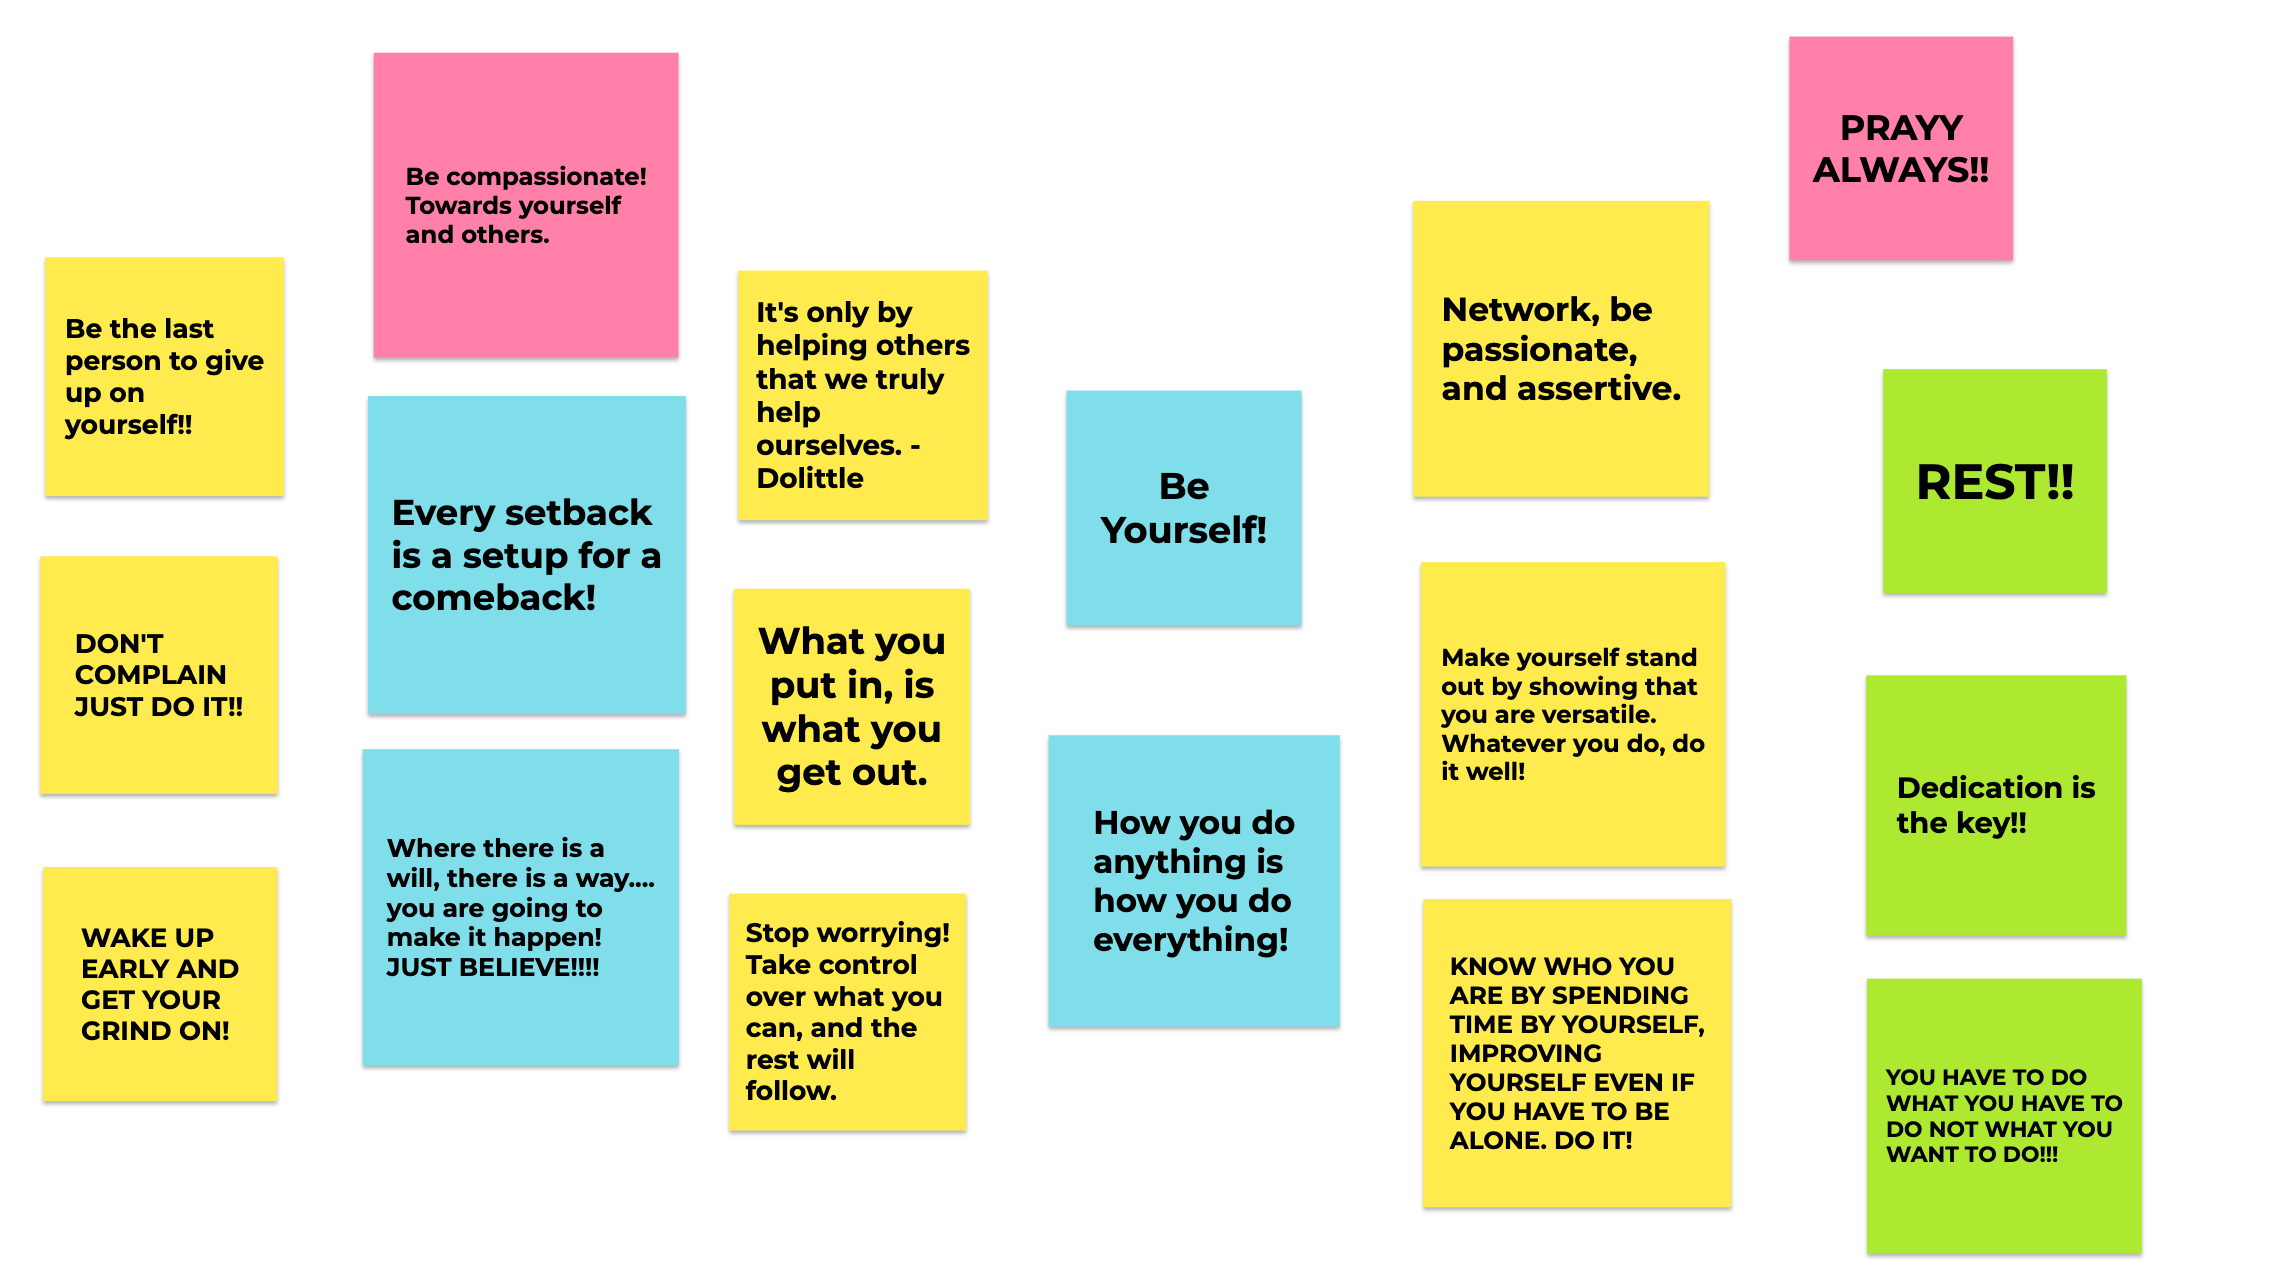 Be the last
person to give
up on
yourself!!
DON'T
COMPLAIN
JUST DO IT!!
WAKE UP
EARLY AND
GET YOUR
GRIND ON!
Be compassionate!
Towards yourself
and others.
Every setback
is a setup for a
comeback!
Where there is a
will, there is a way....
you are going to
make it happen!
JUST BELIEVE!!!!
It's only by
helping others
that we truly
help
ourselves. -
Dolittle
What you
put in, is
what you
get out.
Stop worrying!
Take control
over what you
can, and the
rest will
follow.
Be
Yourself!
How you do
anything is
how you do
everything!
Network, be
passionate,
and assertive.
Make yourself stand
out by showing that
you are versatile.
Whatever you do, do
it well!
KNOW WHO YOU
ARE BY SPENDING
TIME BY YOURSELF,
IMPROVING
YOURSELF EVEN IF
YOU HAVE TO BE
ALONE. DO IT!
PRAYY
ALWAYS!!
REST!!
Dedication is
the key!!
YOU HAVE TO DO
WHAT YOU HAVE TO
DO NOT WHAT YOU
WANT TO DO!!!